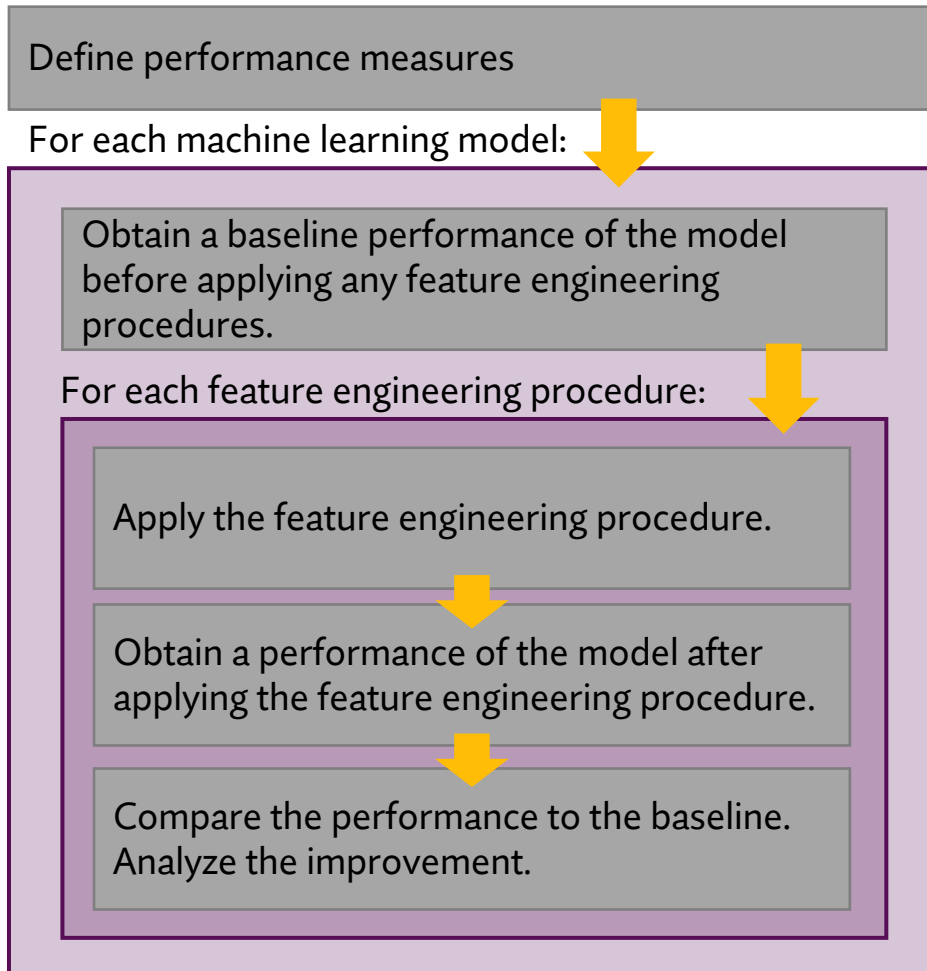 Define performance measures
For each machine learning model:
Obtain a baseline performance of the model
before applying any feature engineering
procedures.
For each feature engineering procedure:
Apply the feature engineering procedure.
Obtain a performance of the model after
applying the feature engineering procedure.
Compare the performance to the baseline.
Analyze the improvement.